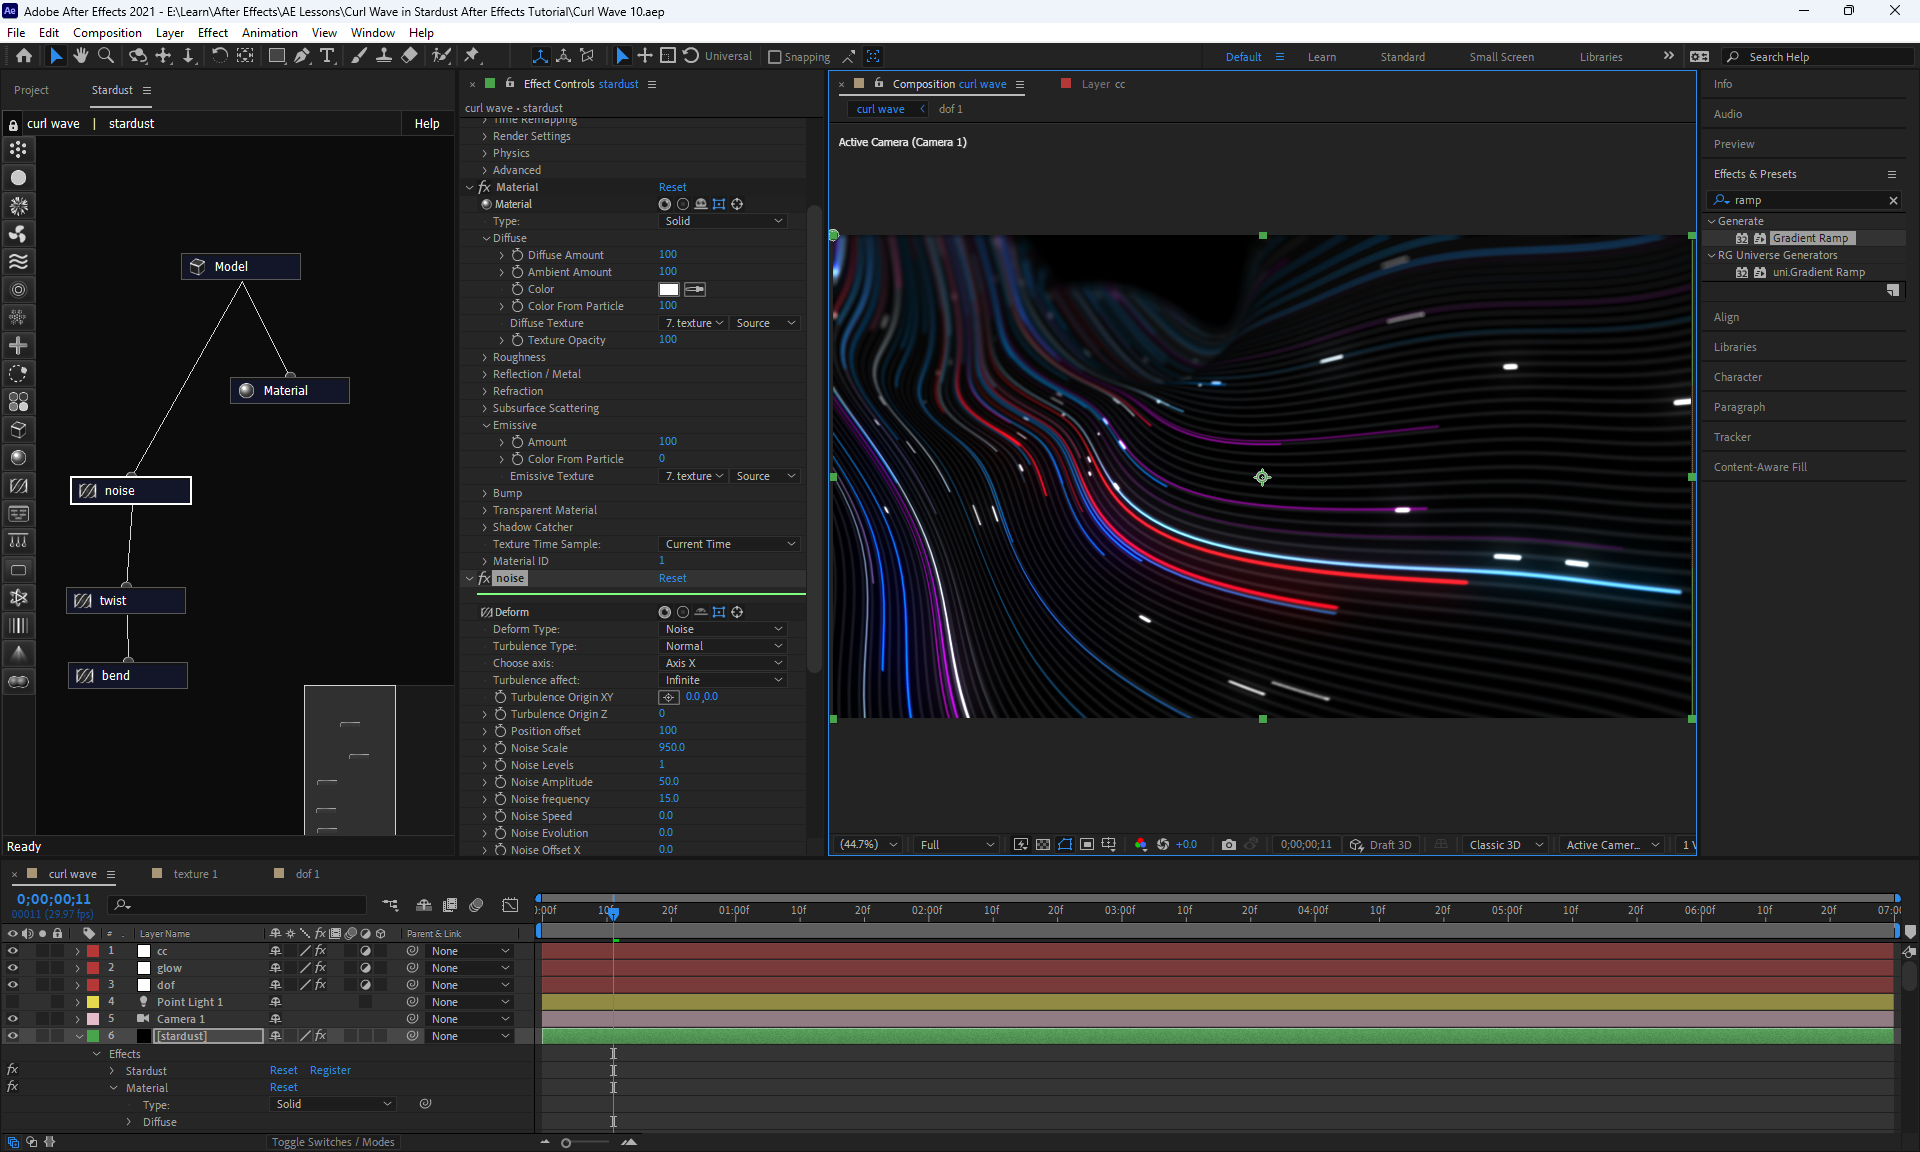 Adobe After Effects 2021 - E:\Learn\After Effects\AE Lessons\Curl Wave in Stardust After Effects Tutorial\Curl Wave 10.aep
File Edit Composition Layer Effect Animation View Window Help
Universal Snapping Default Learn Standard Small Screen Libraries Search Help
Project Stardust
curl wave | stardust Help
Model
Material
noise
twist
bend
Ready
Effect Controls stardust
curl wave • stardust
Time Remapping
Render Settings
Physics
Advanced
fx Material Reset
Material
Type: Solid
Diffuse
Diffuse Amount 100
Ambient Amount 100
Color
Color From Particle 100
Diffuse Texture 7. texture Source
Texture Opacity 100
Roughness
Reflection / Metal
Refraction
Subsurface Scattering
Emissive
Amount 100
Color From Particle 0
Emissive Texture 7. texture Source
Bump
Transparent Material
Shadow Catcher
Texture Time Sample: Current Time
Material ID 1
fx noise Reset
Deform
Deform Type: Noise
Turbulence Type: Normal
Choose axis: Axis X
Turbulence affect: Infinite
Turbulence Origin XY 0.0,0.0
Turbulence Origin Z 0
Position offset 100
Noise Scale 950.0
Noise Levels 1
Noise Amplitude 50.0
Noise frequency 15.0
Noise Speed 0.0
Noise Evolution 0.0
Noise Offset X 0.0
Composition curl wave Layer cc
curl wave dof 1
Active Camera (Camera 1)
(44.7%) Full +0.0 0;00;00;11 Draft 3D Classic 3D Active Camer... 1 V
Info
Audio
Preview
Effects & Presets
ramp
Generate
32 Gradient Ramp
RG Universe Generators
32 uni.Gradient Ramp
Align
Libraries
Character
Paragraph
Tracker
Content-Aware Fill
curl wave texture 1 dof 1
0;00;00;11
00011 (29.97 fps)
):00f 10f 20f 01:00f 10f 20f 02:00f 10f 20f 03:00f 10f 20f 04:00f 10f 20f 05:00f 10f 20f 06:00f 10f 20f 07:0
# . Layer Name fx Parent & Link
1 cc fx None
2 glow fx None
3 dof fx None
4 Point Light 1 None
5 Camera 1 None
6 [stardust] fx None
Effects
fx Stardust Reset Register
fx Material Reset
Type: Solid
Diffuse
Toggle Switches / Modes